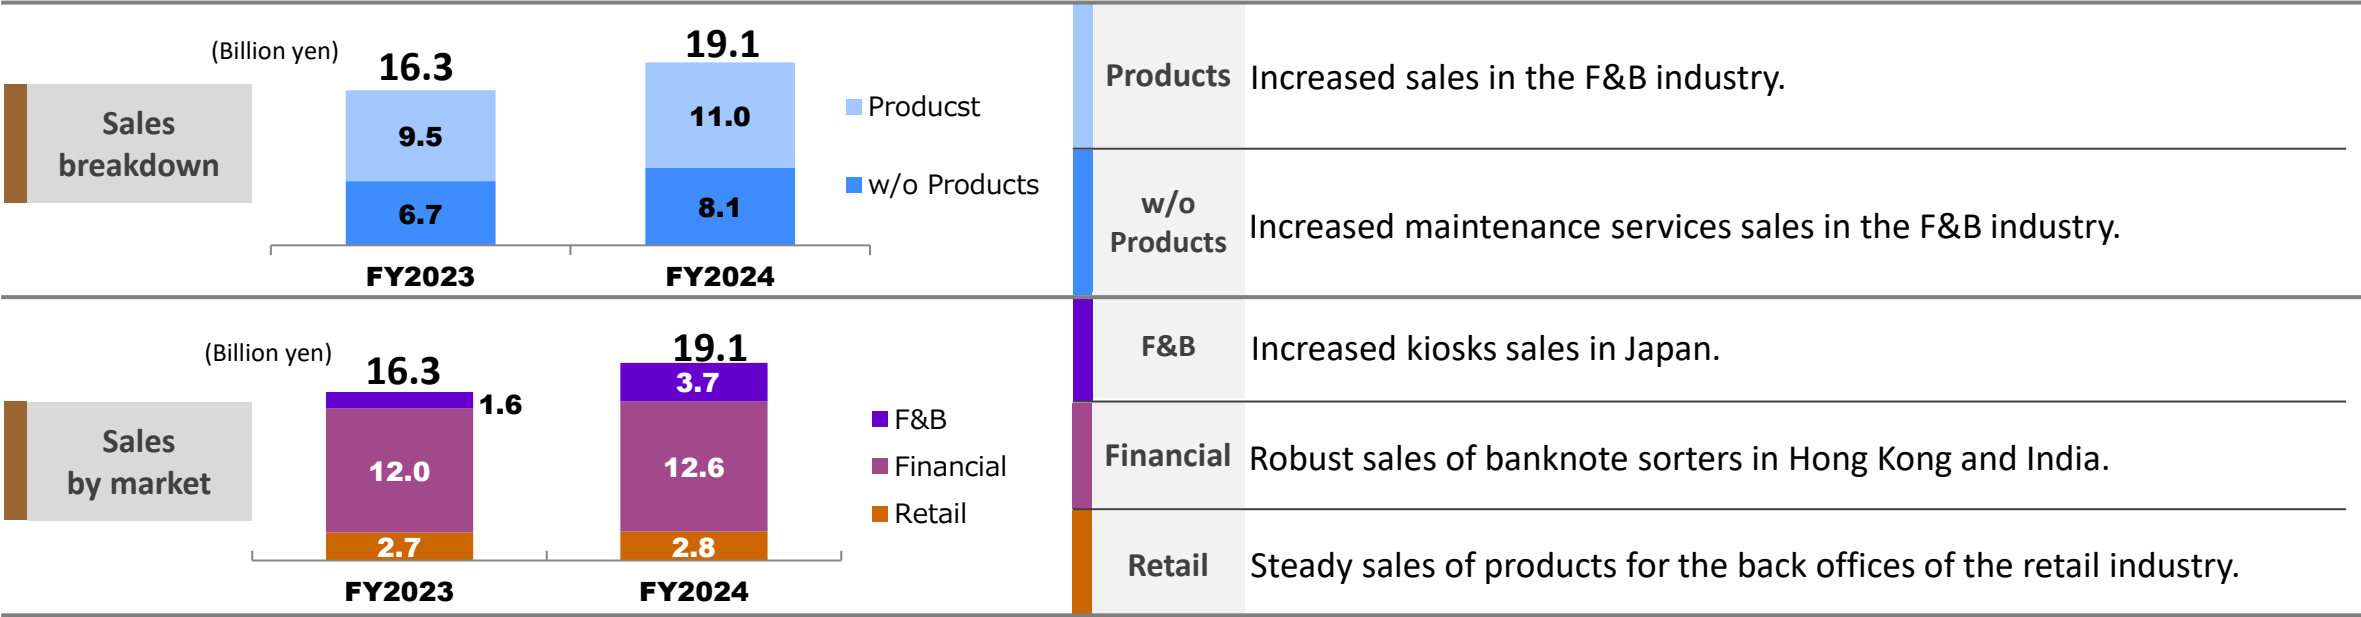 Sales
breakdown
(Billion yen)
16.3
19.1
9.5
11.0
6.7
8.1
FY2023
FY2024
Producst
w/o Products
Products
Increased sales in the F&B industry.
w/o
Products
Increased maintenance services sales in the F&B industry.
Sales
by market
(Billion yen)
16.3
19.1
1.6
3.7
12.0
12.6
2.7
2.8
FY2023
FY2024
F&B
Financial
Retail
F&B
Increased kiosks sales in Japan.
Financial
Robust sales of banknote sorters in Hong Kong and India.
Retail
Steady sales of products for the back offices of the retail industry.